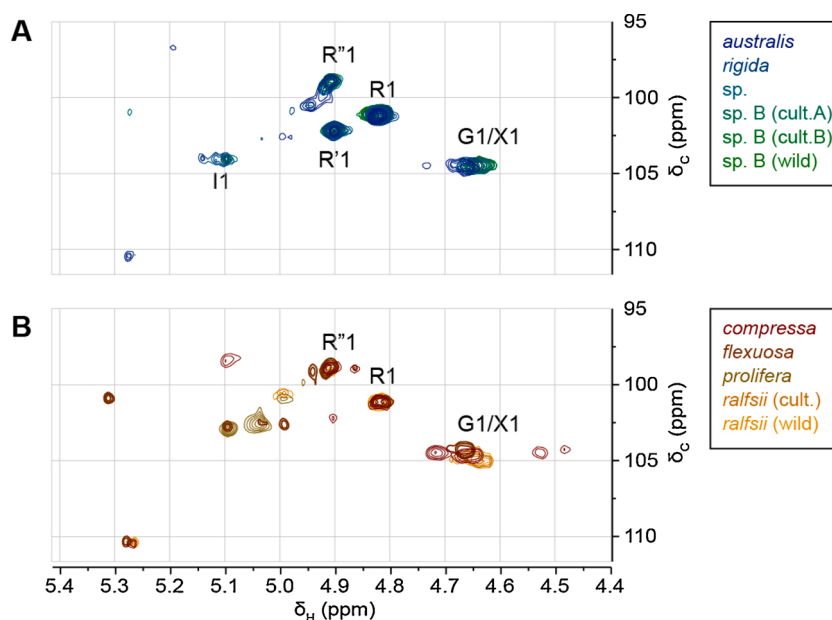 A
95
100
105
110
δC (ppm)
R"1
R1
R'1
G1/X1
I1
australis
rigida
sp.
sp. B (cult.A)
sp. B (cult.B)
sp. B (wild)
B
95
100
105
110
δC (ppm)
R"1
R1
G1/X1
compressa
flexuosa
prolifera
ralfsii (cult.)
ralfsii (wild)
5.4 5.3 5.2 5.1 5.0 4.9 4.8 4.7 4.6 4.5 4.4
δH (ppm)